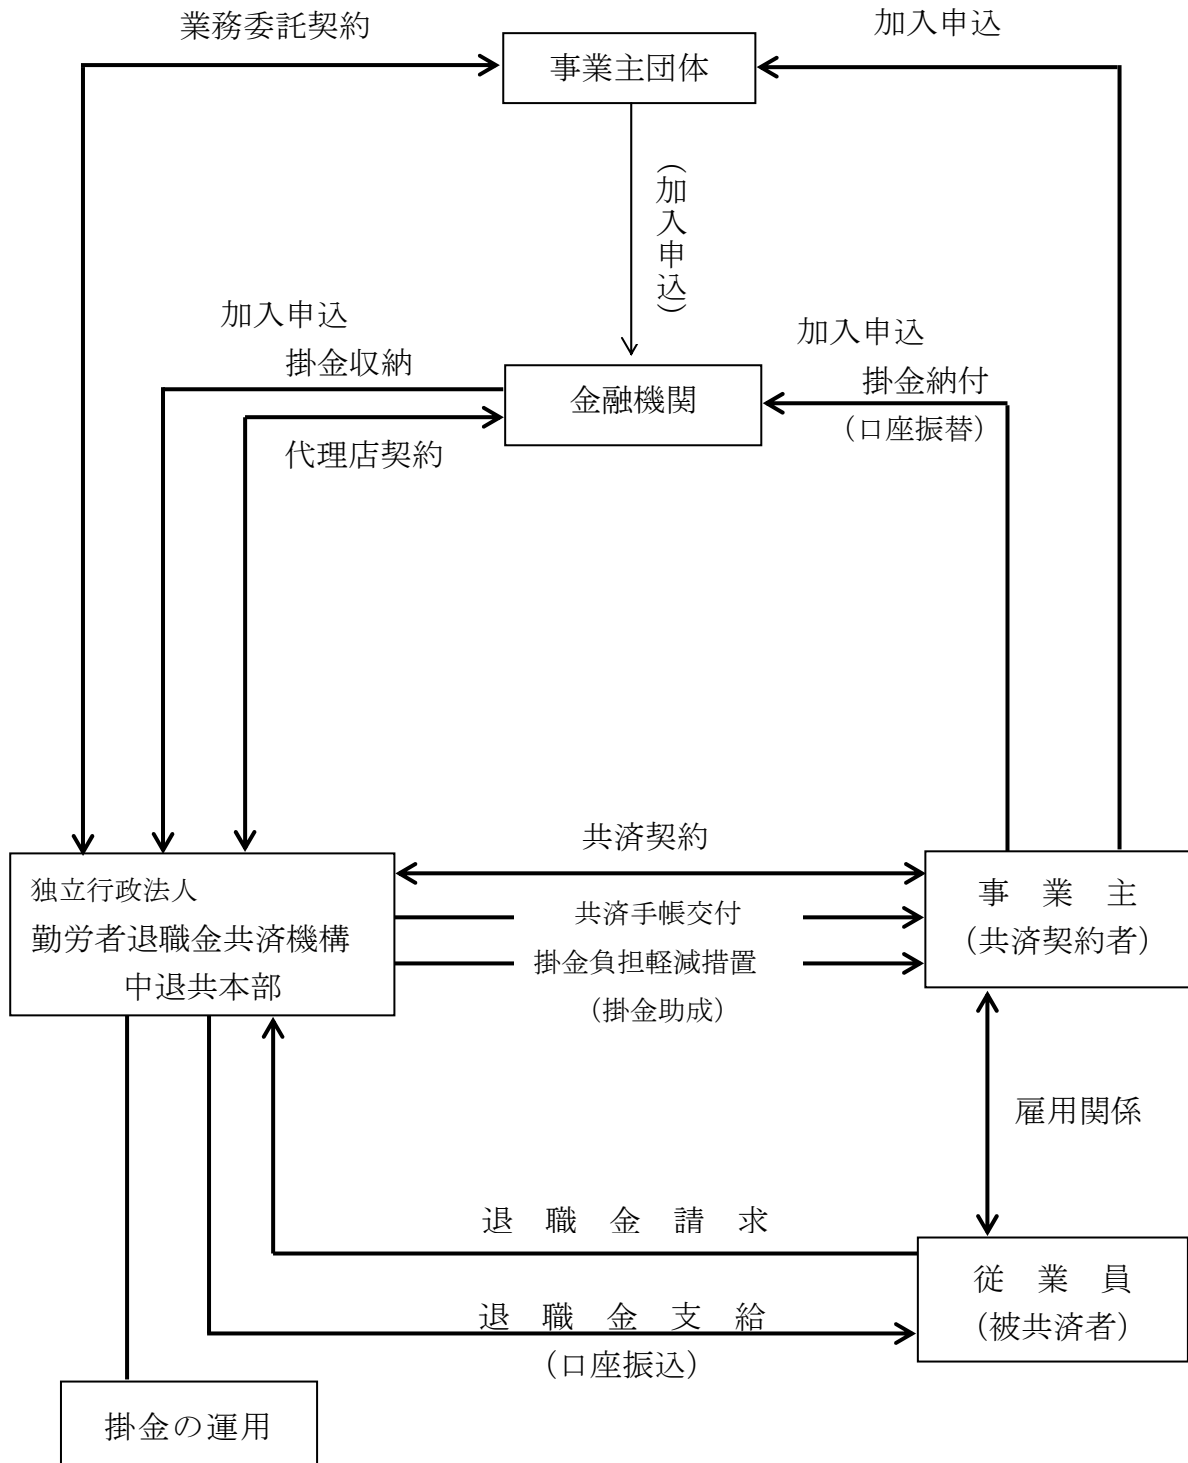 業務委託契約
加入申込
事業主団体
（加入申込）
加入申込
掛金収納
加入申込
掛金納付
（口座振替）
金融機関
代理店契約
共済契約
独立行政法人
勤労者退職金共済機構
中退共本部
共済手帳交付
掛金負担軽減措置
（掛金助成）
事　業　主
（共済契約者）
雇用関係
退　職　金　請　求
従　業　員
（被共済者）
退　職　金　支　給
（口座振込）
掛金の運用